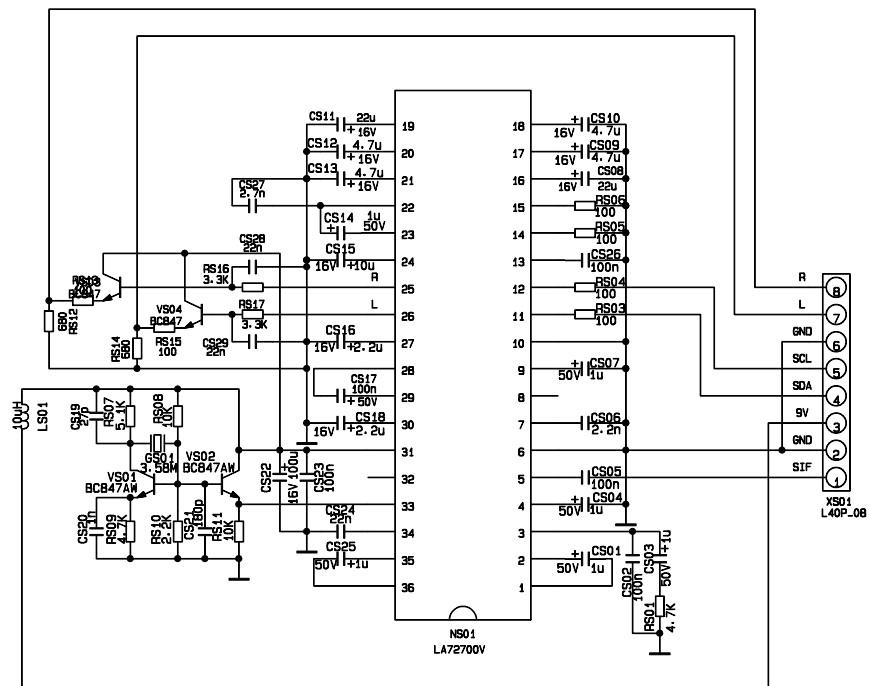 CS11 22u
16V
19
CS12 4.7u
16V
20
CS13 4.7u
16V
21
CS27
2.7n
22
1u
CS14 50V
23
CS28
22n
CS15
16V 10u
24
RS16
3.3K
R
25
RS13
100
BC847
L
26
RS17
3.3K
VS04
BC847
RS15
100
680
RS12
RS14
680
CS29
22n
CS16
16V 2.2u
27
28
CS17
100n
50V
29
CS18
16V 2.2u
30
10uH
LS01
CS19
27p
RS07
5.1K
RS08
10K
GS01
3.58M
VS02
BC847AW
VS01
BC847AW
31
CS22
16V 100u
CS23
100n
32
33
CS20
1n
RS09
4.7K
RS10
2.2K
CS21
180p
RS11
10K
CS24
22n
34
CS25
50V 1u
35
36
18
CS10
16V 4.7u
17
CS09
16V 4.7u
16
CS08
16V 22u
15
RS06
100
14
RS05
100
13
CS26
100n
12
RS04
100
11
RS03
100
10
9
CS07
50V 1u
8
7
CS06
2.2n
6
5
CS05
100n
4
CS04
50V 1u
3
2
CS01
50V 1u
1
CS02
100n
CS03
50V 1u
RS01
4.7K
NS01
LA72700V
R 8
L 7
GND 6
SCL 5
SDA 4
9V 3
GND 2
SIF 1
XS01
L40P_08